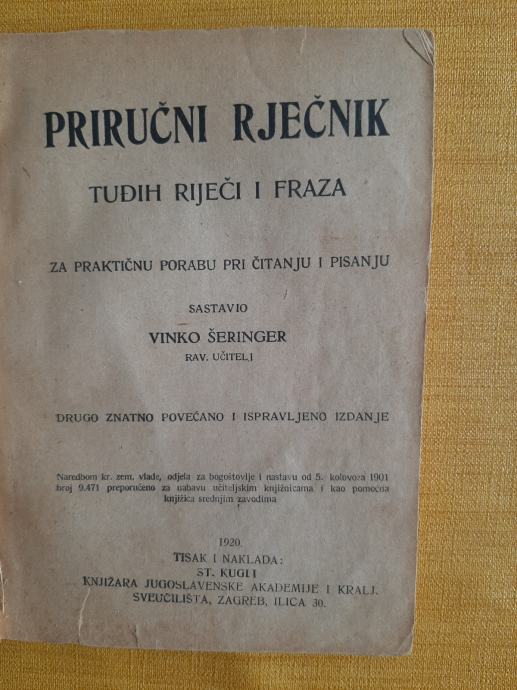 PRIRUČNI RJEČNIK
TUĐIH RIJEČI I FRAZA
ZA PRAKTIČNU PORABU PRI ČITANJU I PISANJU
SASTAVIO
VINKO ŠERINGER
RAV. UČITELJ
DRUGO ZNATNO POVEĆANO I ISPRAVLJENO IZDANJE
Naredbom kr. zem. vlade, odjela za bogoštovije i nastavu od 5. kolovoza 1901
broj 9.471 preporučeno za nabavu učiteljskim knjižnicama i kao pomoćna
knjižica srednjim zavodima
1920.
TISAK I NAKLADA:
ST. KUGLI
KNJIŽARA JUGOSLAVENSKE AKADEMIJE I KRALJ.
SVEUČILIŠTA, ZAGREB, ILICA 30.